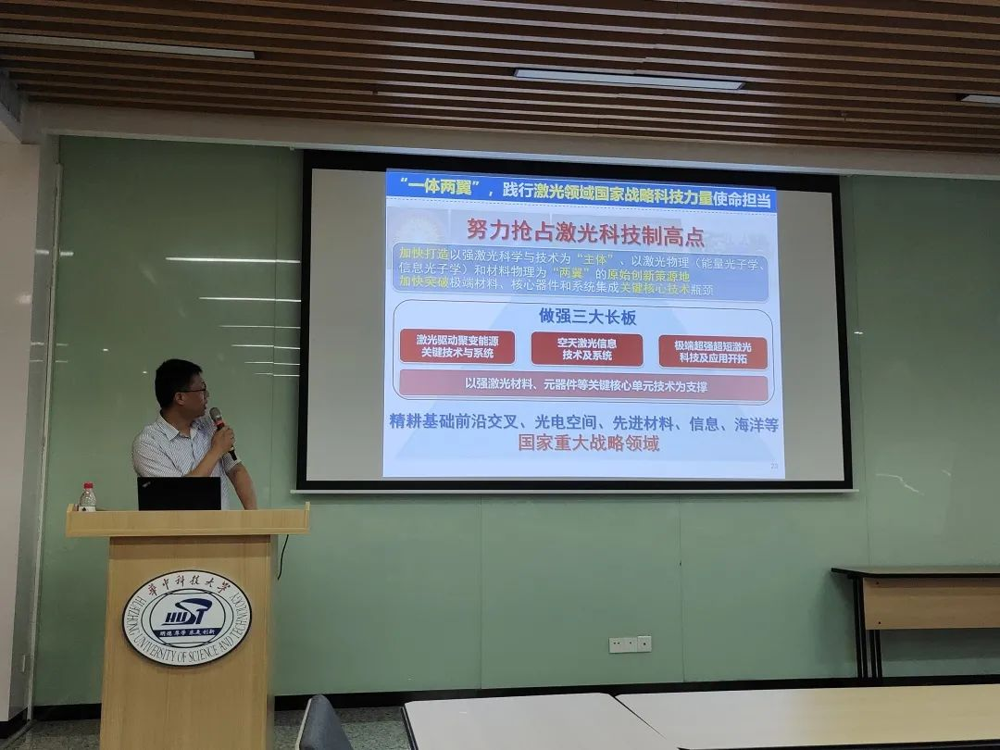 “一体两翼”，践行激光领域国家战略科技力量使命担当
努力抢占激光科技制高点
加快打造以强激光科学与技术为“主体”、以激光物理（能量光子学、
信息光子学）和材料物理为“两翼”的原始创新策源地
加快突破极端材料、核心器件和系统集成关键核心技术瓶颈
做强三大长板
激光驱动聚变能源
关键技术与系统
空天激光信息
技术及系统
极端超强超短激光
科技及应用开拓
以强激光材料、元器件等关键核心单元技术为支撑
精耕基础前沿交叉、光电空间、先进材料、信息、海洋等
国家重大战略领域
23
華中科技大学
HUST
明德 厚学 求是 创新
HUAZHONG UNIVERSITY OF SCIENCE AND TECHNOLOGY